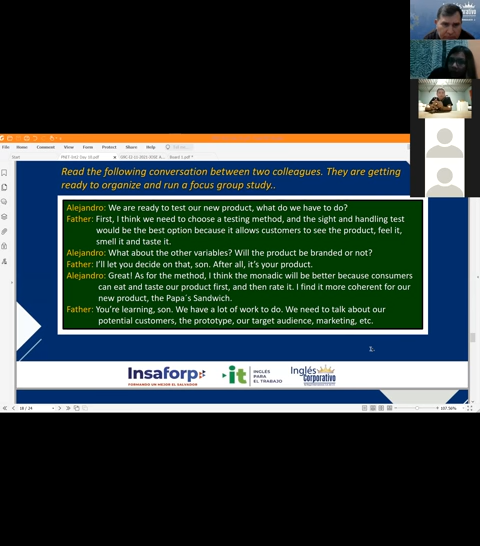 File Home Comment View Form Protect Share Help
Start
Read the following conversation between two colleagues. They are getting
ready to organize and run a focus group study..
Alejandro: We are ready to test our new product, what do we have to do?
Father: First, I think we need to choose a testing method, and the sight and handling test
would be the best option because it allows customers to see the product, feel it,
smell it and taste it.
Alejandro: What about the other variables? Will the product be branded or not?
Father: I'll let you decide on that, son. After all, it's your product.
Alejandro: Great! As for the method, I think the monadic will be better because consumers
can eat and taste our product first, and then rate it. I find it more coherent for our
new product, the Papa´s Sandwich.
Father: You're learning, son. We have a lot of work to do. We need to talk about our
potential customers, the prototype, our target audience, marketing, etc.
Insaforp
FORMANDO UN MEJOR EL SALVADOR
it
INGLÉS
PARA
EL TRABAJO
Inglés
Corporativo
18 / 24
107.56%